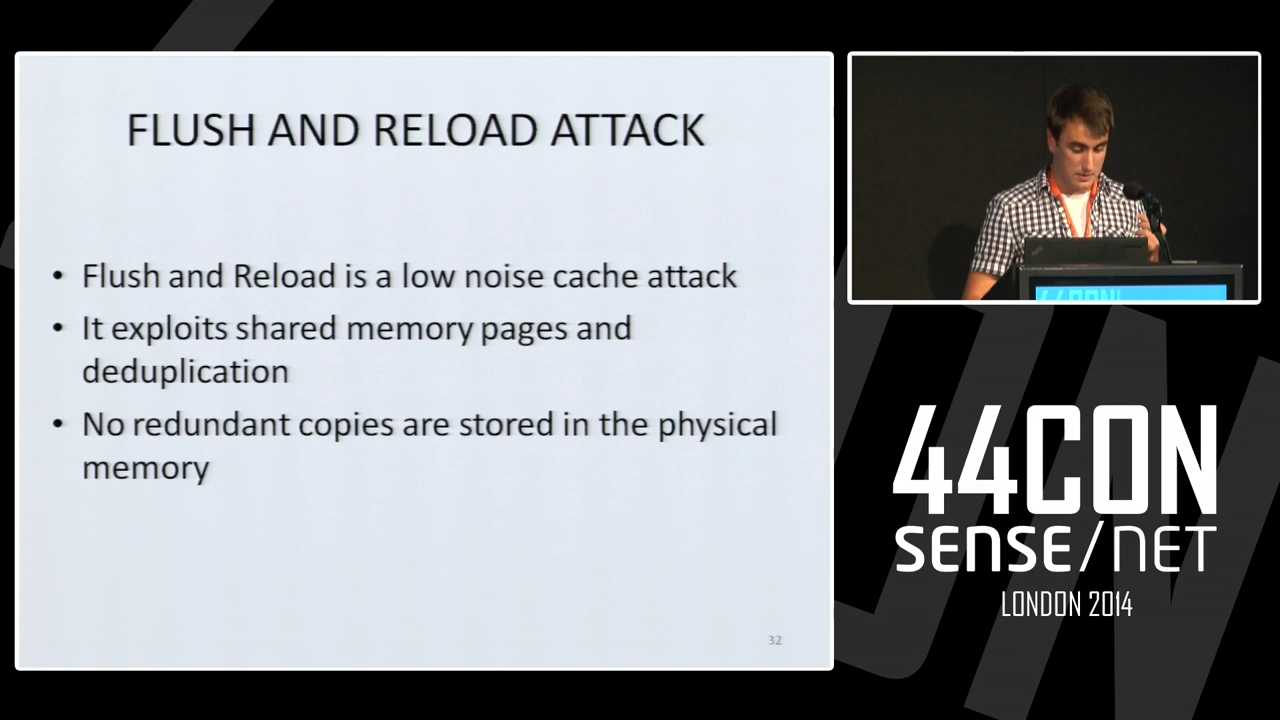 FLUSH AND RELOAD ATTACK
• Flush and Reload is a low noise cache attack
• It exploits shared memory pages and
deduplication
• No redundant copies are stored in the physical
memory
32
44CON
44CON
SENSE/NET
LONDON 2014